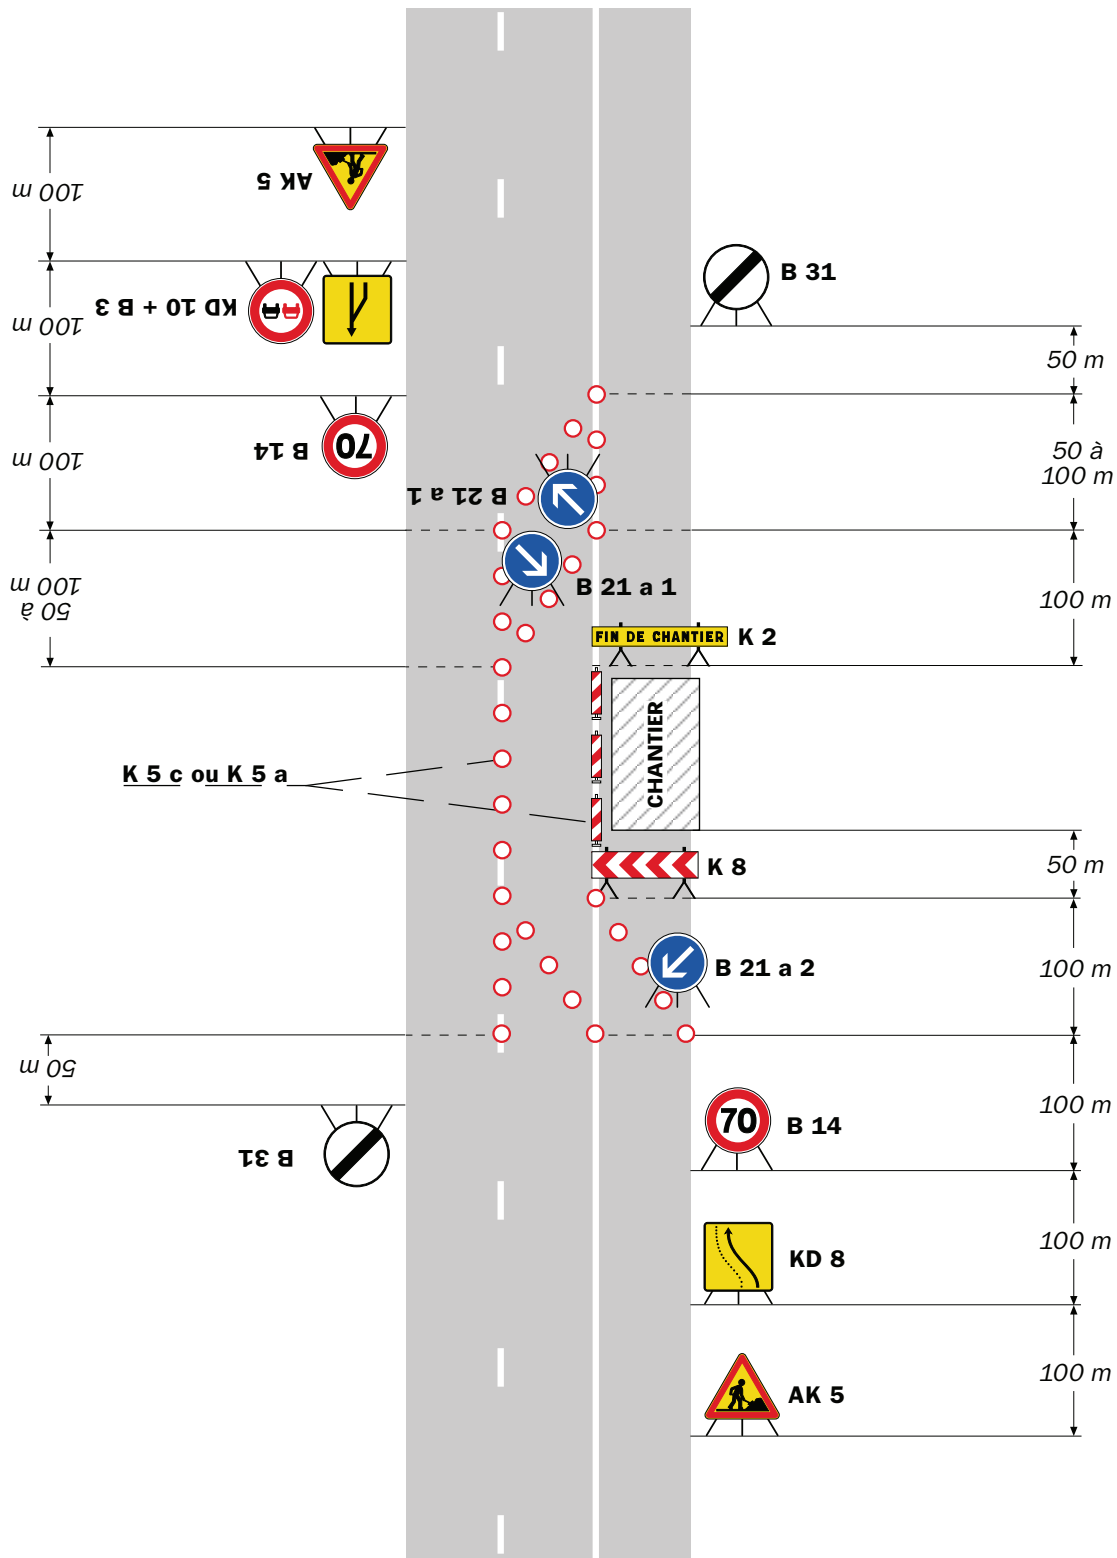 100 m
AK 5
100 m
KD 10 + B 3
B 31
50 m
100 m
B 14
70
50 à
100 m
B 21 a 1
50 à
100 m
B 21 a 1
100 m
FIN DE CHANTIER
K 2
CHANTIER
K 5 c ou K 5 a
K 8
50 m
B 21 a 2
100 m
50 m
B 31
70
B 14
100 m
KD 8
100 m
AK 5
100 m